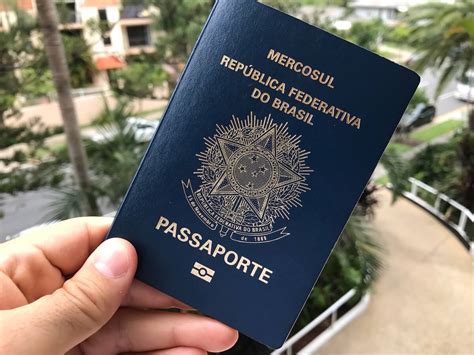 MERCOSUL
REPÚBLICA FEDERATIVA
DO BRASIL
PASSAPORTE